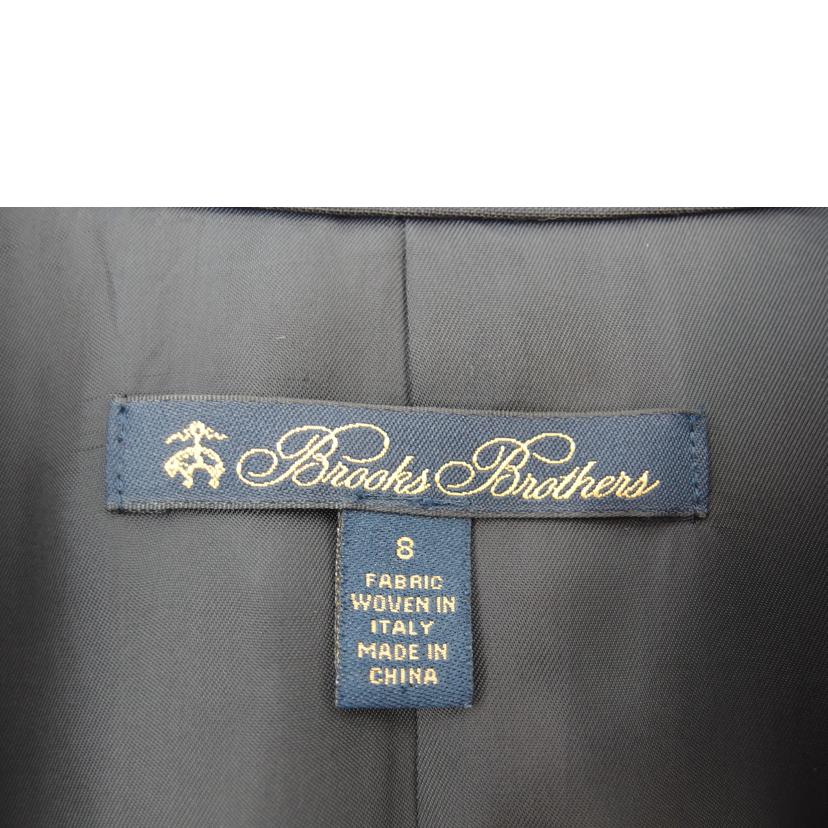 Brooks Brothers
8
FABRIC
WOVEN IN
ITALY
MADE IN
CHINA